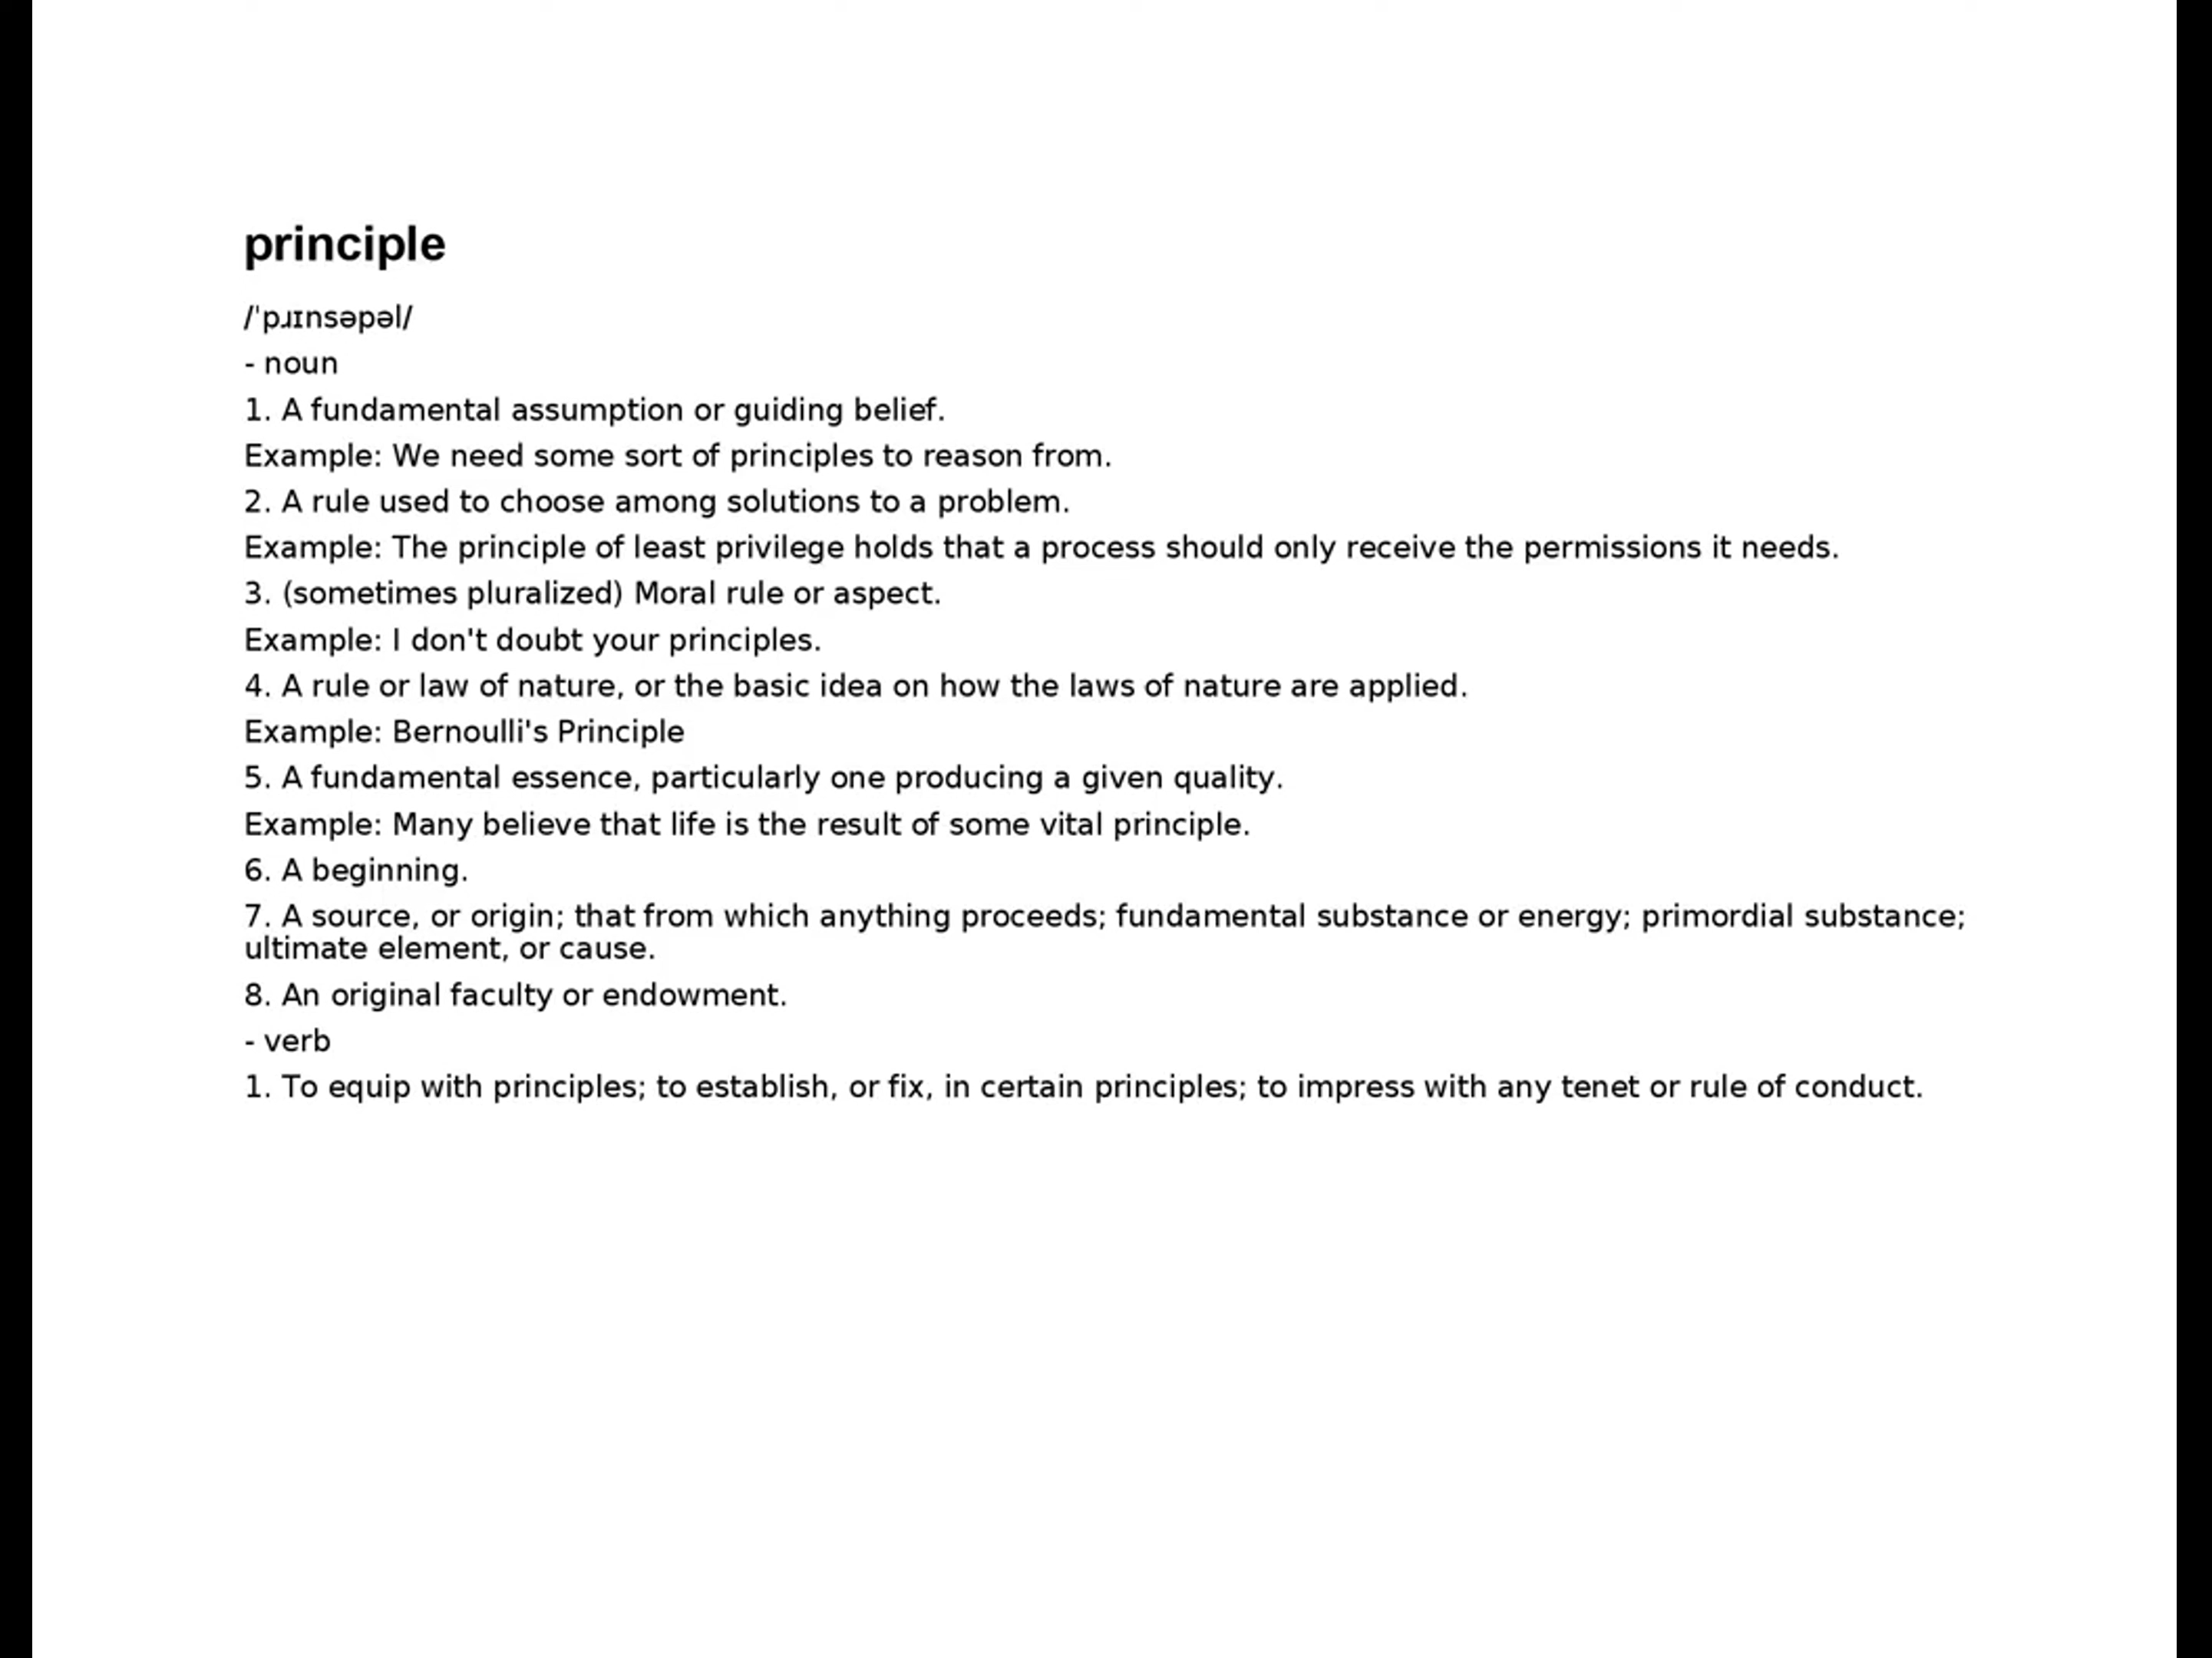 principle
/ˈpɹɪnsəpəl/
- noun
1. A fundamental assumption or guiding belief.
Example: We need some sort of principles to reason from.
2. A rule used to choose among solutions to a problem.
Example: The principle of least privilege holds that a process should only receive the permissions it needs.
3. (sometimes pluralized) Moral rule or aspect.
Example: I don't doubt your principles.
4. A rule or law of nature, or the basic idea on how the laws of nature are applied.
Example: Bernoulli's Principle
5. A fundamental essence, particularly one producing a given quality.
Example: Many believe that life is the result of some vital principle.
6. A beginning.
7. A source, or origin; that from which anything proceeds; fundamental substance or energy; primordial substance;
ultimate element, or cause.
8. An original faculty or endowment.
- verb
1. To equip with principles; to establish, or fix, in certain principles; to impress with any tenet or rule of conduct.